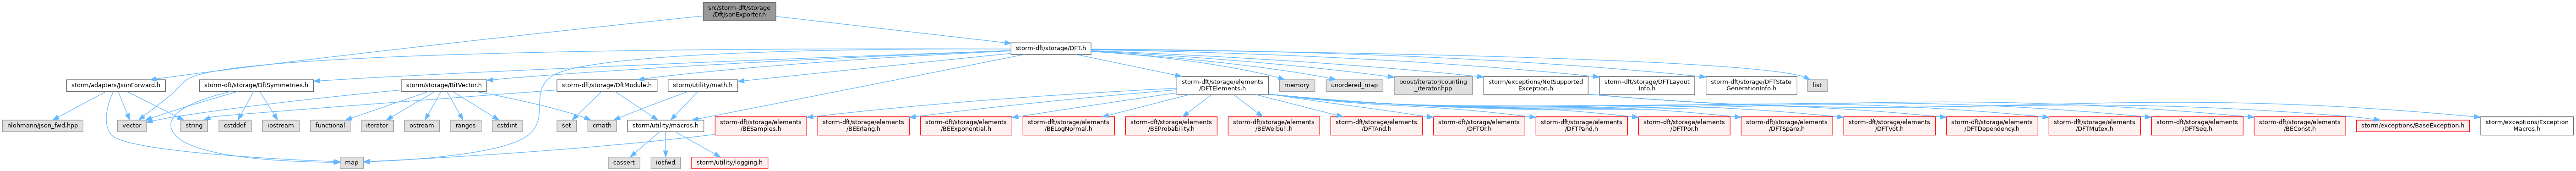 src/storm-dft/storage
/DftJsonExporter.h
storm-dft/storage/DFT.h
storm/adapters/JsonForward.h
storm-dft/storage/DftSymmetries.h
storm/storage/BitVector.h
storm-dft/storage/DftModule.h
storm/utility/math.h
storm-dft/storage/elements
/DFTElements.h
memory
unordered_map
boost/iterator/counting
_iterator.hpp
storm/exceptions/NotSupported
Exception.h
storm-dft/storage/DFTLayout
Info.h
storm-dft/storage/DFTState
GenerationInfo.h
list
nlohmann/json_fwd.hpp
vector
string
cstddef
iostream
functional
iterator
ostream
ranges
cstdint
set
cmath
storm/utility/macros.h
storm-dft/storage/elements
/BESamples.h
storm-dft/storage/elements
/BEErlang.h
storm-dft/storage/elements
/BEExponential.h
storm-dft/storage/elements
/BELogNormal.h
storm-dft/storage/elements
/BEProbability.h
storm-dft/storage/elements
/BEWeibull.h
storm-dft/storage/elements
/DFTAnd.h
storm-dft/storage/elements
/DFTOr.h
storm-dft/storage/elements
/DFTPand.h
storm-dft/storage/elements
/DFTPor.h
storm-dft/storage/elements
/DFTSpare.h
storm-dft/storage/elements
/DFTVot.h
storm-dft/storage/elements
/DFTDependency.h
storm-dft/storage/elements
/DFTMutex.h
storm-dft/storage/elements
/DFTSeq.h
storm-dft/storage/elements
/BEConst.h
storm/exceptions/BaseException.h
storm/exceptions/Exception
Macros.h
map
cassert
iosfwd
storm/utility/logging.h